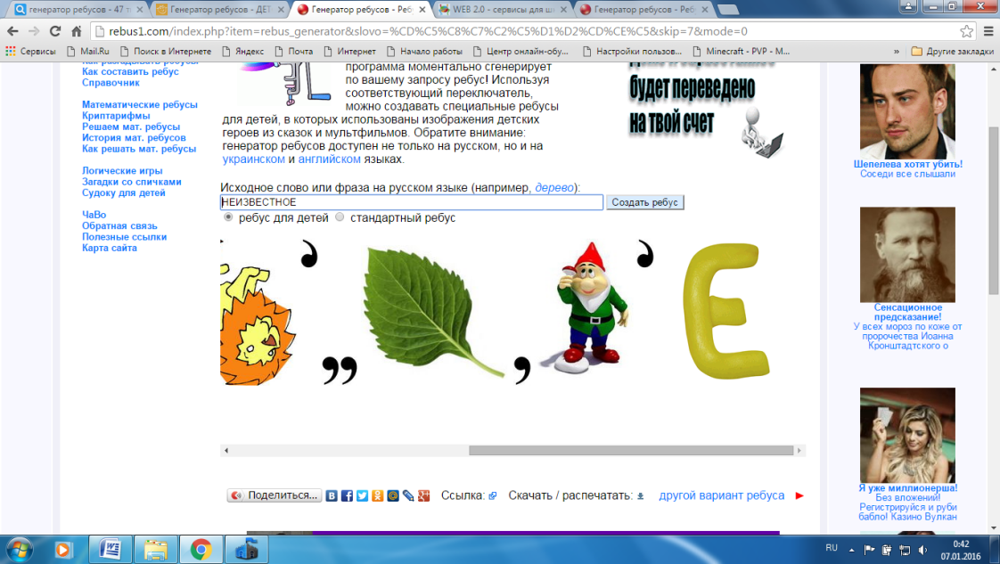 генератор ребусов - 47 т
Генератор ребусов - ДЕТ
Генератор ребусов - Реб
WEB 2.0 - сервисы для ш
Генератор ребусов - Реб
rebus1.com/index.php?item=rebus_generator&slovo=%CD%C5%C8%C7%C2%C5%D1%D2%CD%CE%C5&skip=7&mode=0
Сервисы Mail.Ru Поиск в Интернете Яндекс Почта Интернет Начало работы Центр онлайн-обу... Настройки пользов... Minecraft - PVP - M... » Другие закладки
Как разгадывать ребусы
Как составить ребус
Справочник
Математические ребусы
Криптарифмы
Решаем мат. ребусы
История мат. ребусов
Как решать мат. ребусы
Логические игры
Загадки со спичками
Судоку для детей
ЧаВо
Обратная связь
Полезные ссылки
Карта сайта
программа моментально сгенерирует
по вашему запросу ребус! Используя
соответствующий переключатель,
можно создавать специальные ребусы
для детей, в которых использованы изображения детских
героев из сказок и мультфильмов. Обратите внимание:
генератор ребусов доступен не только на русском, но и на
украинском и английском языках.
будет переведено
на твой счет
Исходное слово или фраза на русском языке (например, дерево):
НЕИЗВЕСТНОЕ
Создать ребус
ребус для детей стандартный ребус
,
,,
,
,
E
Поделиться...
Ссылка: Скачать / распечатать: другой вариант ребуса
Шепелева хотят убить!
Соседи все слышали
Сенсационное
предсказание!
У всех мороз по коже от
пророчества Иоанна
Кронштадтского о
Я уже миллионерша!
Без вложений!
Регистрируйся и руби
бабло! Казино Вулкан
RU
0:42
07.01.2016